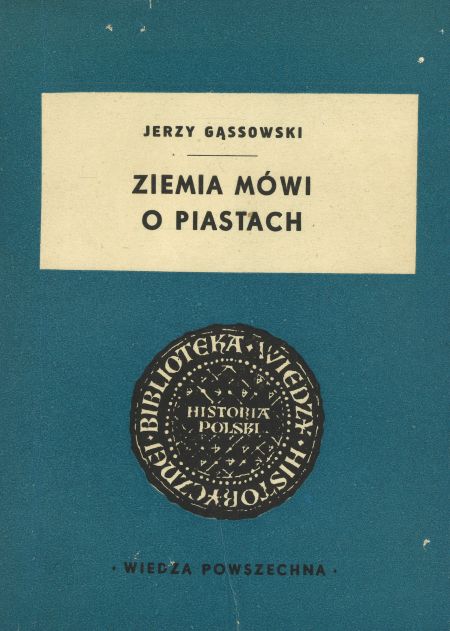 JERZY GĄSSOWSKI
ZIEMIA MÓWI
O PIASTACH
BIBLIOTEKA · WIEDZY · HISTORYCZNEJ ·
HISTORIA
POLSKI
· WIEDZA POWSZECHNA ·